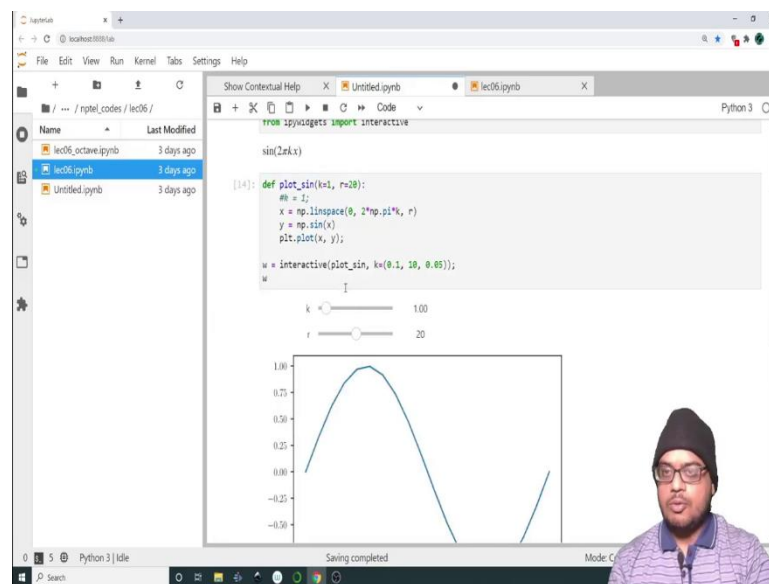 JupyterLab
localhost:8888/lab
File Edit View Run Kernel Tabs Settings Help
Show Contextual Help
Untitled.ipynb
lec06.ipynb
/ ... / nptel_codes / lec06 /
Code
Python 3
Name
Last Modified
lec06_octave.ipynb 3 days ago
lec06.ipynb 3 days ago
Untitled.ipynb 3 days ago
from ipywidgets import interactive
sin(2πkx)
[14]: def plot_sin(k=1, r=20):
#k = 1;
x = np.linspace(0, 2*np.pi*k, r)
y = np.sin(x)
plt.plot(x, y);
w = interactive(plot_sin, k=(0.1, 10, 0.05));
w
k 1.00
r 20
1.00
0.75
0.50
0.25
0.00
−0.25
−0.50
0 5 Python 3 | Idle
Saving completed
Mode:
Search